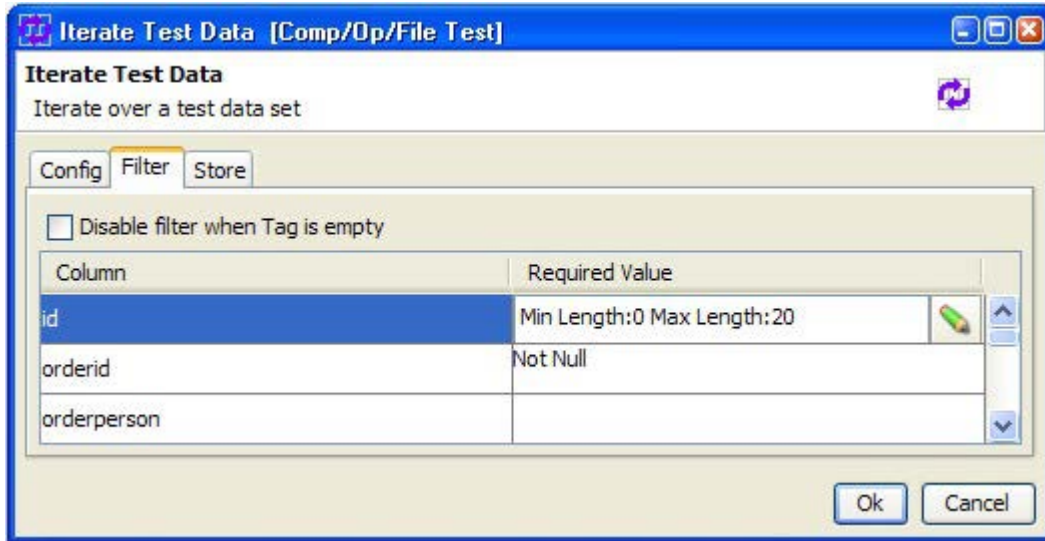 Iterate Test Data [Comp/Op/File Test]
Iterate Test Data
Iterate over a test data set
Config Filter Store
Disable filter when Tag is empty
Column Required Value
id Min Length:0 Max Length:20
orderid Not Null
orderperson
Ok Cancel